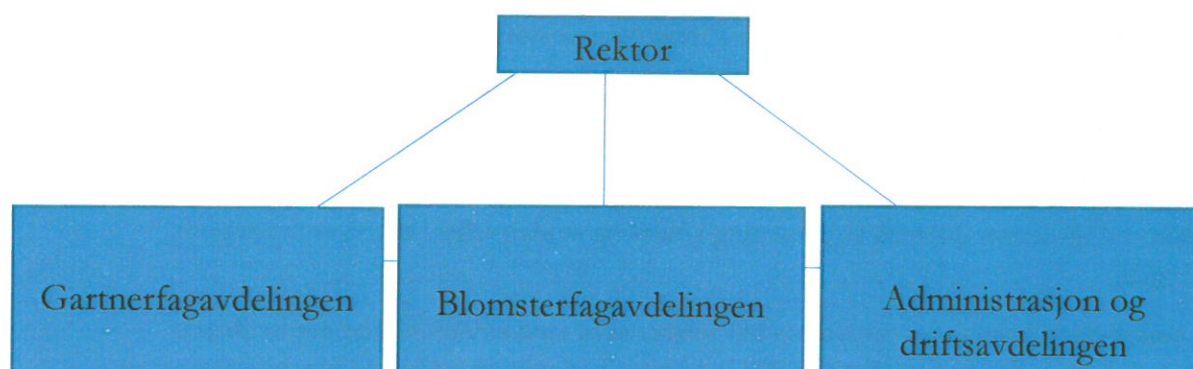 Rektor
Gartnerfagavdelingen
Blomsterfagavdelingen
Administrasjon og
driftsavdelingen